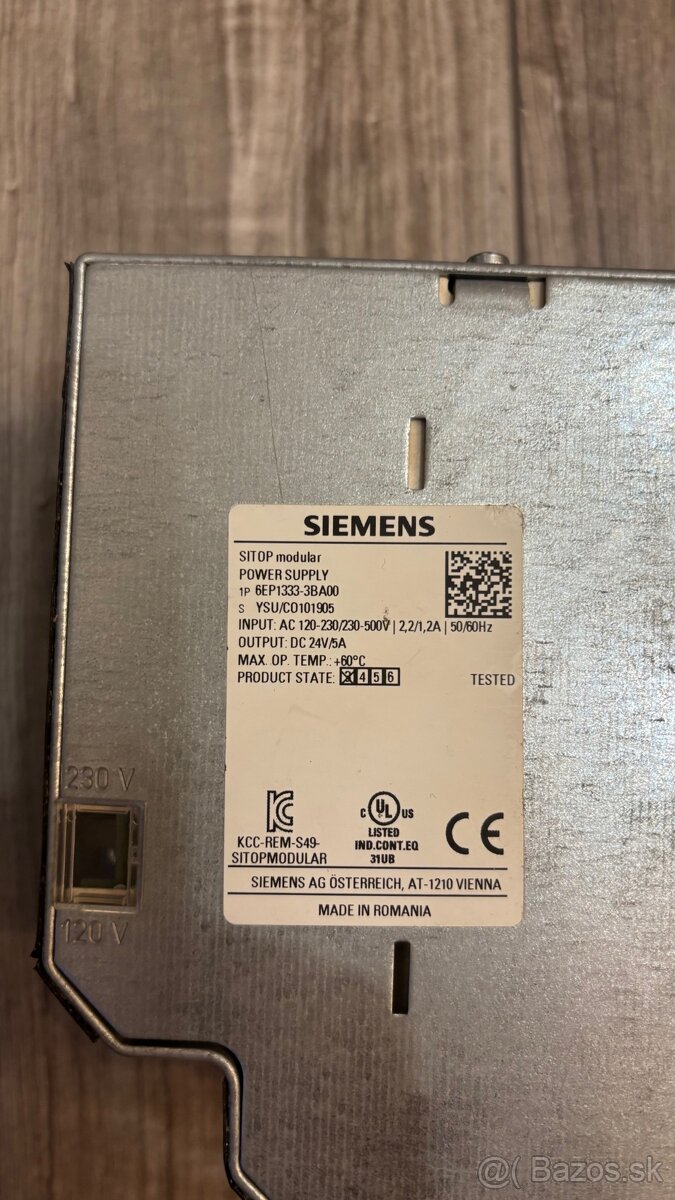 SIEMENS
SITOP modular
POWER SUPPLY
1P 6EP1333-3BA00
S YSU/C0101905
INPUT: AC 120-230/230-500V | 2,2/1,2A | 50/60Hz
OUTPUT: DC 24V/5A
MAX. OP. TEMP.: +60°C
PRODUCT STATE: 4 5 6 TESTED
230 V
120 V
KCC-REM-S49-
SITOPMODULAR
C UL US
LISTED
IND.CONT.EQ
31UB
CE
SIEMENS AG ÖSTERREICH, AT-1210 VIENNA
MADE IN ROMANIA
@( Bazos.sk